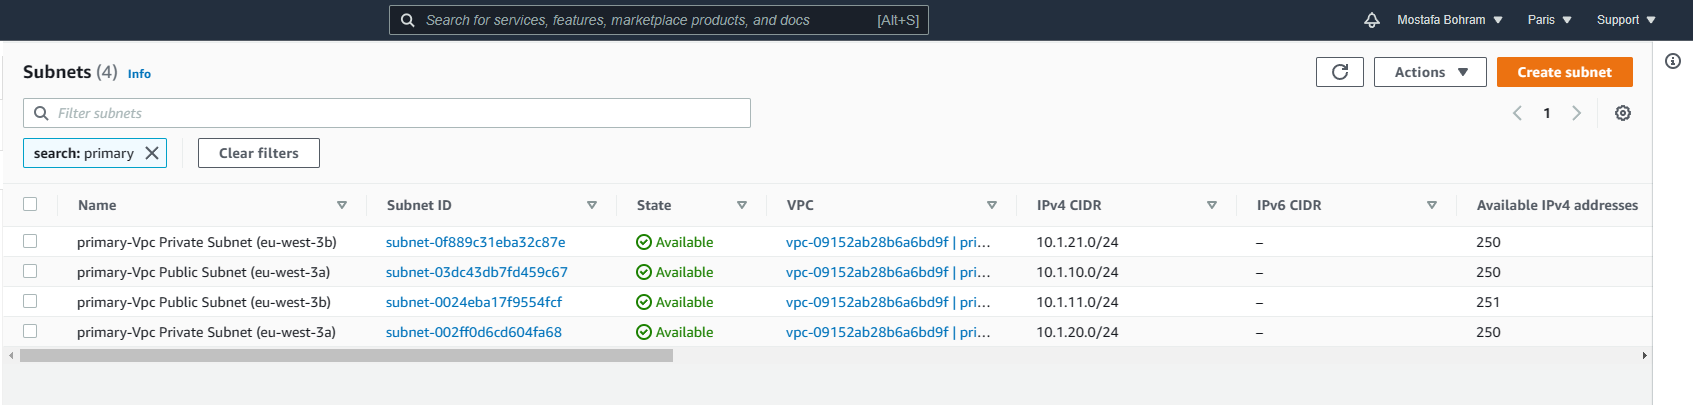 Search for services, features, marketplace products, and docs [Alt+S] Mostafa Bohram Paris Support
Subnets (4) Info Actions Create subnet
Filter subnets 1
search: primary Clear filters
Name Subnet ID State VPC IPv4 CIDR IPv6 CIDR Available IPv4 addresses
primary-Vpc Private Subnet (eu-west-3b) subnet-0f889c31eba32c87e Available vpc-09152ab28b6a6bd9f | pri... 10.1.21.0/24 – 250
primary-Vpc Public Subnet (eu-west-3a) subnet-03dc43db7fd459c67 Available vpc-09152ab28b6a6bd9f | pri... 10.1.10.0/24 – 250
primary-Vpc Public Subnet (eu-west-3b) subnet-0024eba17f9554fcf Available vpc-09152ab28b6a6bd9f | pri... 10.1.11.0/24 – 251
primary-Vpc Private Subnet (eu-west-3a) subnet-002ff0d6cd604fa68 Available vpc-09152ab28b6a6bd9f | pri... 10.1.20.0/24 – 250